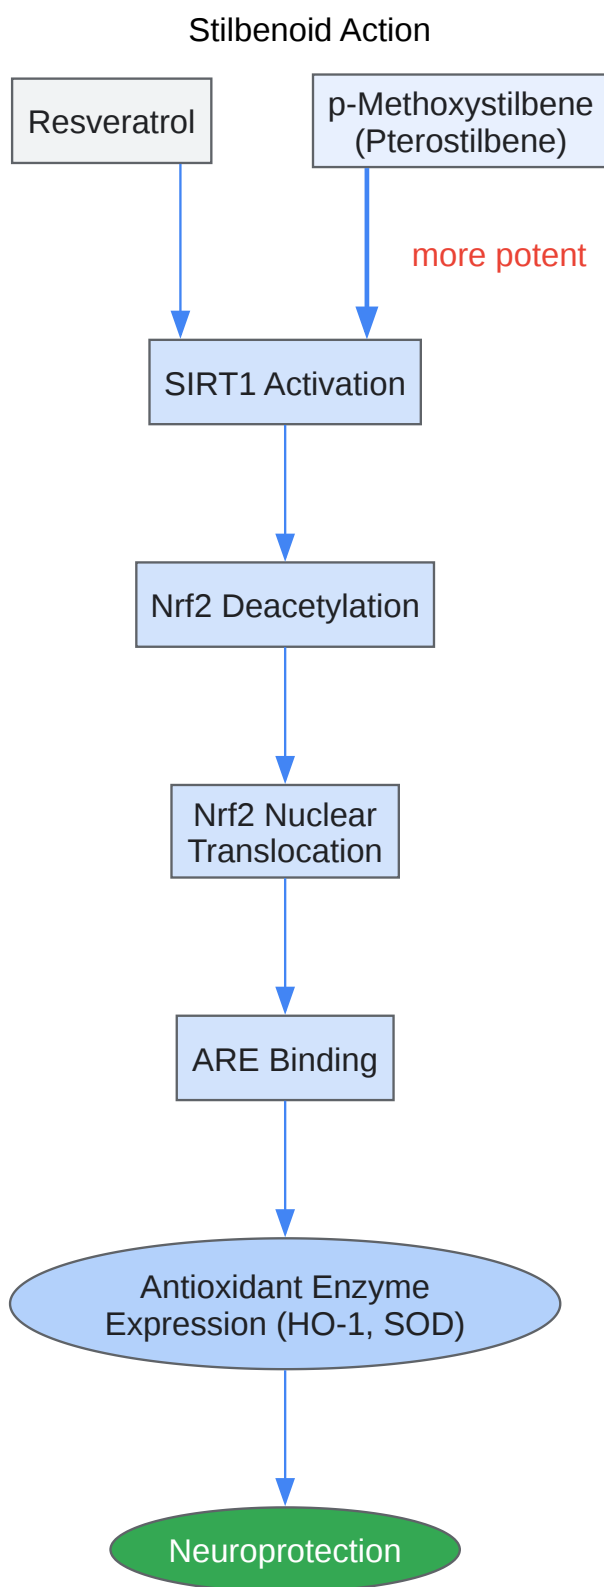 Stilbenoid Action
Resveratrol
p-Methoxystilbene
(Pterostilbene)
more potent
SIRT1 Activation
Nrf2 Deacetylation
Nrf2 Nuclear
Translocation
ARE Binding
Antioxidant Enzyme
Expression (HO-1, SOD)
Neuroprotection